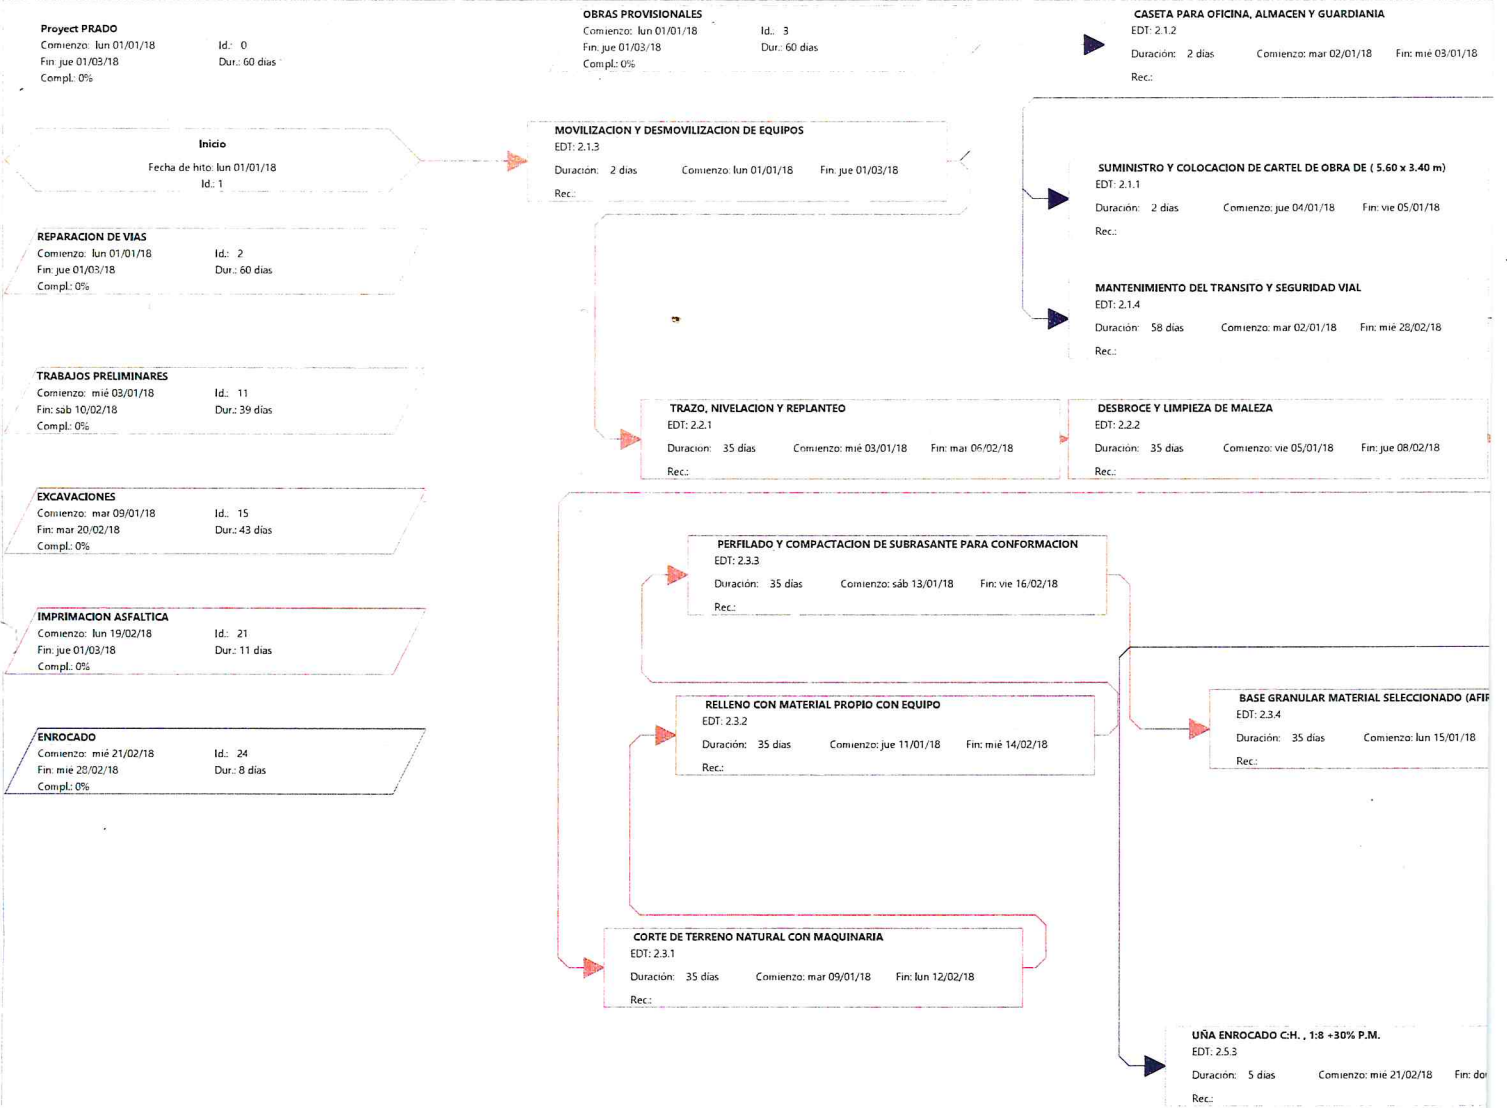 Proyect PRADO
Comienzo: lun 01/01/18 Id.: 0
Fin: jue 01/03/18 Dur.: 60 días
Compl.: 0%
OBRAS PROVISIONALES
Comienzo: lun 01/01/18 Id.: 3
Fin: jue 01/03/18 Dur.: 60 días
Compl.: 0%
CASETA PARA OFICINA, ALMACEN Y GUARDIANIA
EDT: 2.1.2
Duración: 2 días Comienzo: mar 02/01/18 Fin: mié 03/01/18
Rec.:
Inicio
Fecha de hito: lun 01/01/18
Id.: 1
MOVILIZACION Y DESMOVILIZACION DE EQUIPOS
EDT: 2.1.3
Duración: 2 días Comienzo: lun 01/01/18 Fin: jue 01/03/18
Rec.:
SUMINISTRO Y COLOCACION DE CARTEL DE OBRA DE ( 5.60 x 3.40 m)
EDT: 2.1.1
Duración: 2 días Comienzo: jue 04/01/18 Fin: vie 05/01/18
Rec.:
REPARACION DE VIAS
Comienzo: lun 01/01/18 Id.: 2
Fin: jue 01/03/18 Dur.: 60 días
Compl.: 0%
MANTENIMIENTO DEL TRANSITO Y SEGURIDAD VIAL
EDT: 2.1.4
Duración: 58 días Comienzo: mar 02/01/18 Fin: mié 28/02/18
Rec.:
TRABAJOS PRELIMINARES
Comienzo: mié 03/01/18 Id.: 11
Fin: sáb 10/02/18 Dur.: 39 días
Compl.: 0%
TRAZO, NIVELACION Y REPLANTEO
EDT: 2.2.1
Duración: 35 días Comienzo: mié 03/01/18 Fin: mar 06/02/18
Rec.:
DESBROCE Y LIMPIEZA DE MALEZA
EDT: 2.2.2
Duración: 35 días Comienzo: vie 05/01/18 Fin: jue 08/02/18
Rec.:
EXCAVACIONES
Comienzo: mar 09/01/18 Id.: 15
Fin: mar 20/02/18 Dur.: 43 días
Compl.: 0%
PERFILADO Y COMPACTACION DE SUBRASANTE PARA CONFORMACION
EDT: 2.3.3
Duración: 35 días Comienzo: sáb 13/01/18 Fin: vie 16/02/18
Rec.:
IMPRIMACION ASFALTICA
Comienzo: lun 19/02/18 Id.: 21
Fin: jue 01/03/18 Dur.: 11 días
Compl.: 0%
RELLENO CON MATERIAL PROPIO CON EQUIPO
EDT: 2.3.2
Duración: 35 días Comienzo: jue 11/01/18 Fin: mié 14/02/18
Rec.:
BASE GRANULAR MATERIAL SELECCIONADO (AFIR
EDT: 2.3.4
Duración: 35 días Comienzo: lun 15/01/18
Rec.:
ENROCADO
Comienzo: mié 21/02/18 Id.: 24
Fin: mié 28/02/18 Dur.: 8 días
Compl.: 0%
CORTE DE TERRENO NATURAL CON MAQUINARIA
EDT: 2.3.1
Duración: 35 días Comienzo: mar 09/01/18 Fin: lun 12/02/18
Rec.:
UÑA ENROCADO C:H. , 1:8 +30% P.M.
EDT: 2.5.3
Duración: 5 días Comienzo: mié 21/02/18 Fin: do
Rec.: